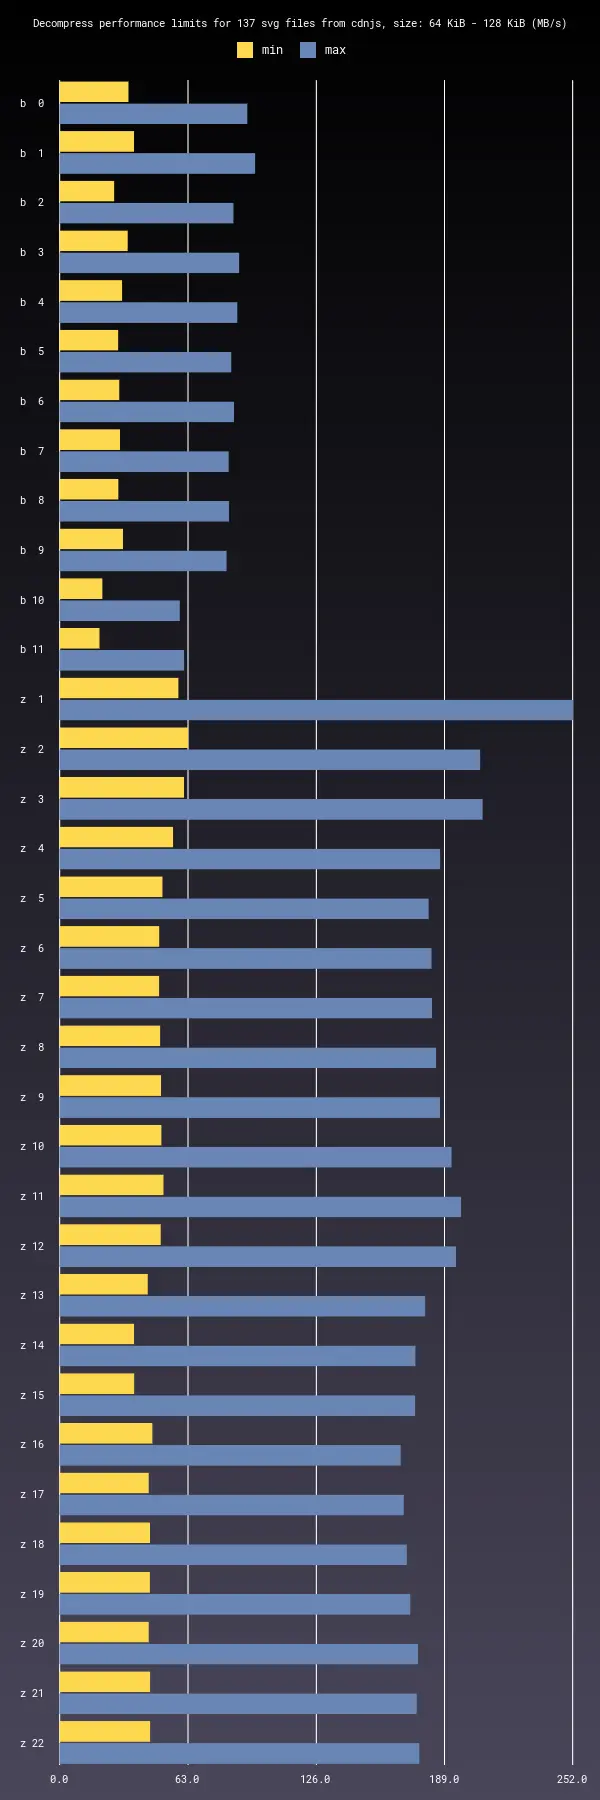 Decompress performance limits for 137 svg files from cdnjs, size: 64 KiB - 128 KiB (MB/s)
min max
b 0
b 1
b 2
b 3
b 4
b 5
b 6
b 7
b 8
b 9
b 10
b 11
z 1
z 2
z 3
z 4
z 5
z 6
z 7
z 8
z 9
z 10
z 11
z 12
z 13
z 14
z 15
z 16
z 17
z 18
z 19
z 20
z 21
z 22
0.0 63.0 126.0 189.0 252.0